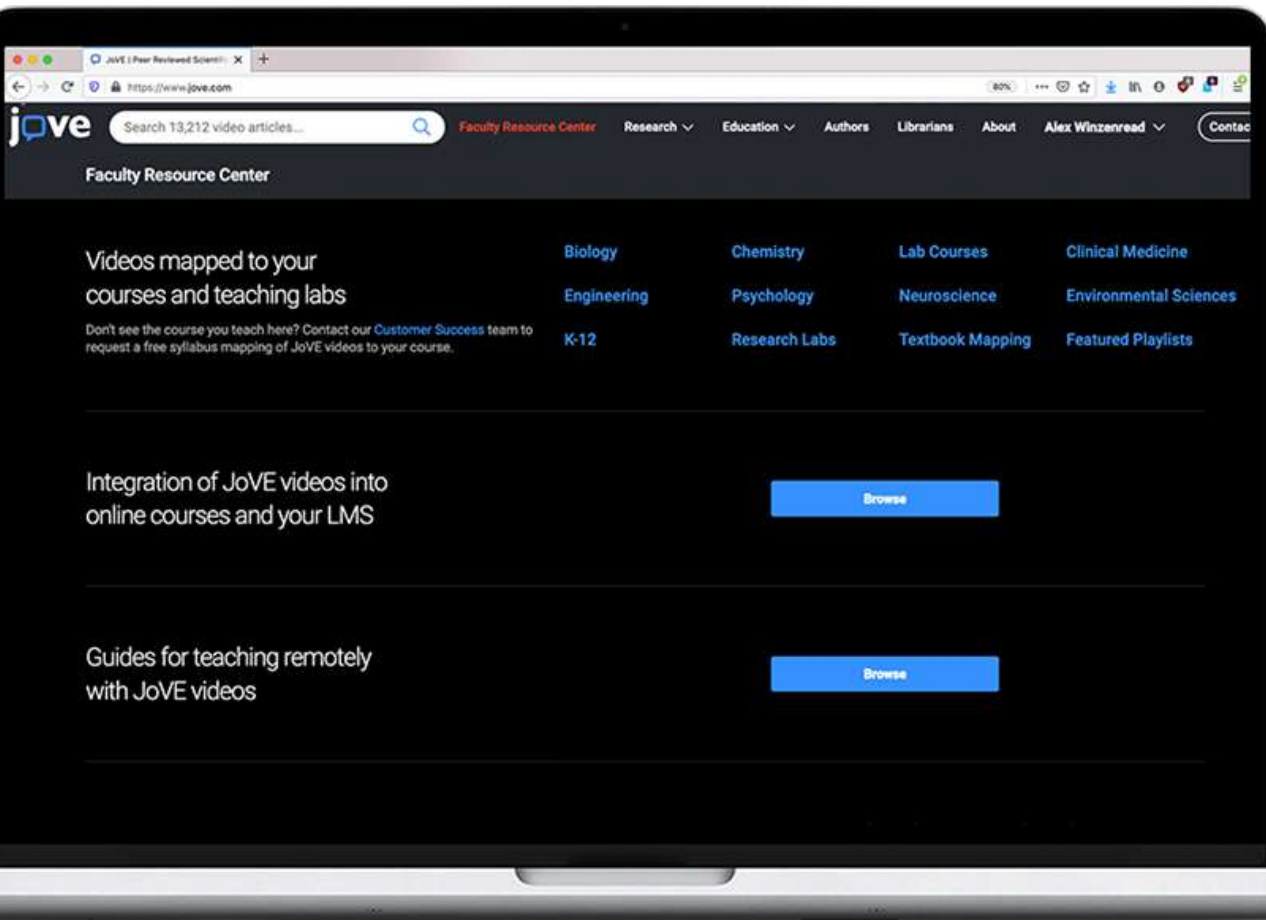 JoVE | Peer Reviewed Scientifi
https://www.jove.com
80%
jove
Search 13,212 video articles...
Faculty Resource Center
Research
Education
Authors
Librarians
About
Alex Winzenread
Contac
Faculty Resource Center
Videos mapped to your
courses and teaching labs
Don't see the course you teach here? Contact our Customer Success team to
request a free syllabus mapping of JoVE videos to your course.
Biology
Chemistry
Lab Courses
Clinical Medicine
Engineering
Psychology
Neuroscience
Environmental Sciences
K-12
Research Labs
Textbook Mapping
Featured Playlists
Integration of JoVE videos into
online courses and your LMS
Browse
Guides for teaching remotely
with JoVE videos
Browse